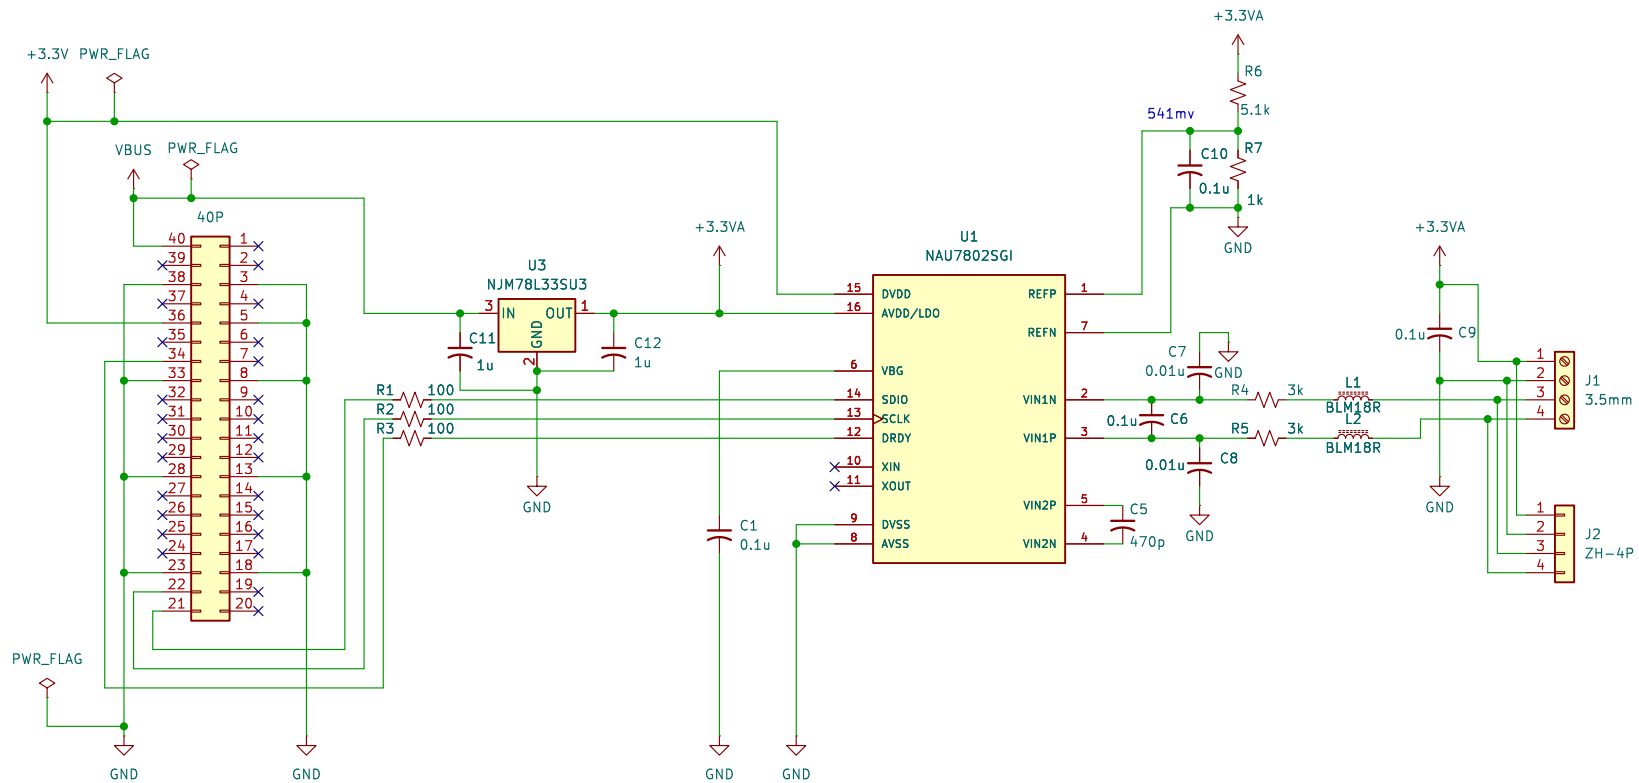 +3.3VA
+3.3V PWR_FLAG
R6
5.1k
541mv
VBUS PWR_FLAG
C10
R7
0.1u
1k
GND
40P
+3.3VA
+3.3VA
U1
NAU7802SGI
40 1
39 2
38 3
37 4
36 5
35 6
34 7
33 8
32 9
31 10
30 11
29 12
28 13
27 14
26 15
25 16
24 17
23 18
22 19
21 20
U3
NJM78L33SU3
3 IN OUT 1
GND
2
C11
1u
C12
1u
R1 100
R2 100
R3 100
GND
C1
0.1u
15 DVDD
16 AVDD/LDO
6 VBG
14 SDIO
13 SCLK
12 DRDY
10 XIN
11 XOUT
9 DVSS
8 AVSS
REFP 1
REFN 7
VIN1N 2
VIN1P 3
VIN2P 5
VIN2N 4
C7
0.01u
GND
0.1u C6
R4 3k
L1
BLM18R
L2
R5 3k
BLM18R
0.01u C8
GND
C5
470p
0.1u C9
GND
1
2
3
4
J1
3.5mm
1
2
3
4
J2
ZH-4P
PWR_FLAG
GND
GND
GND
GND